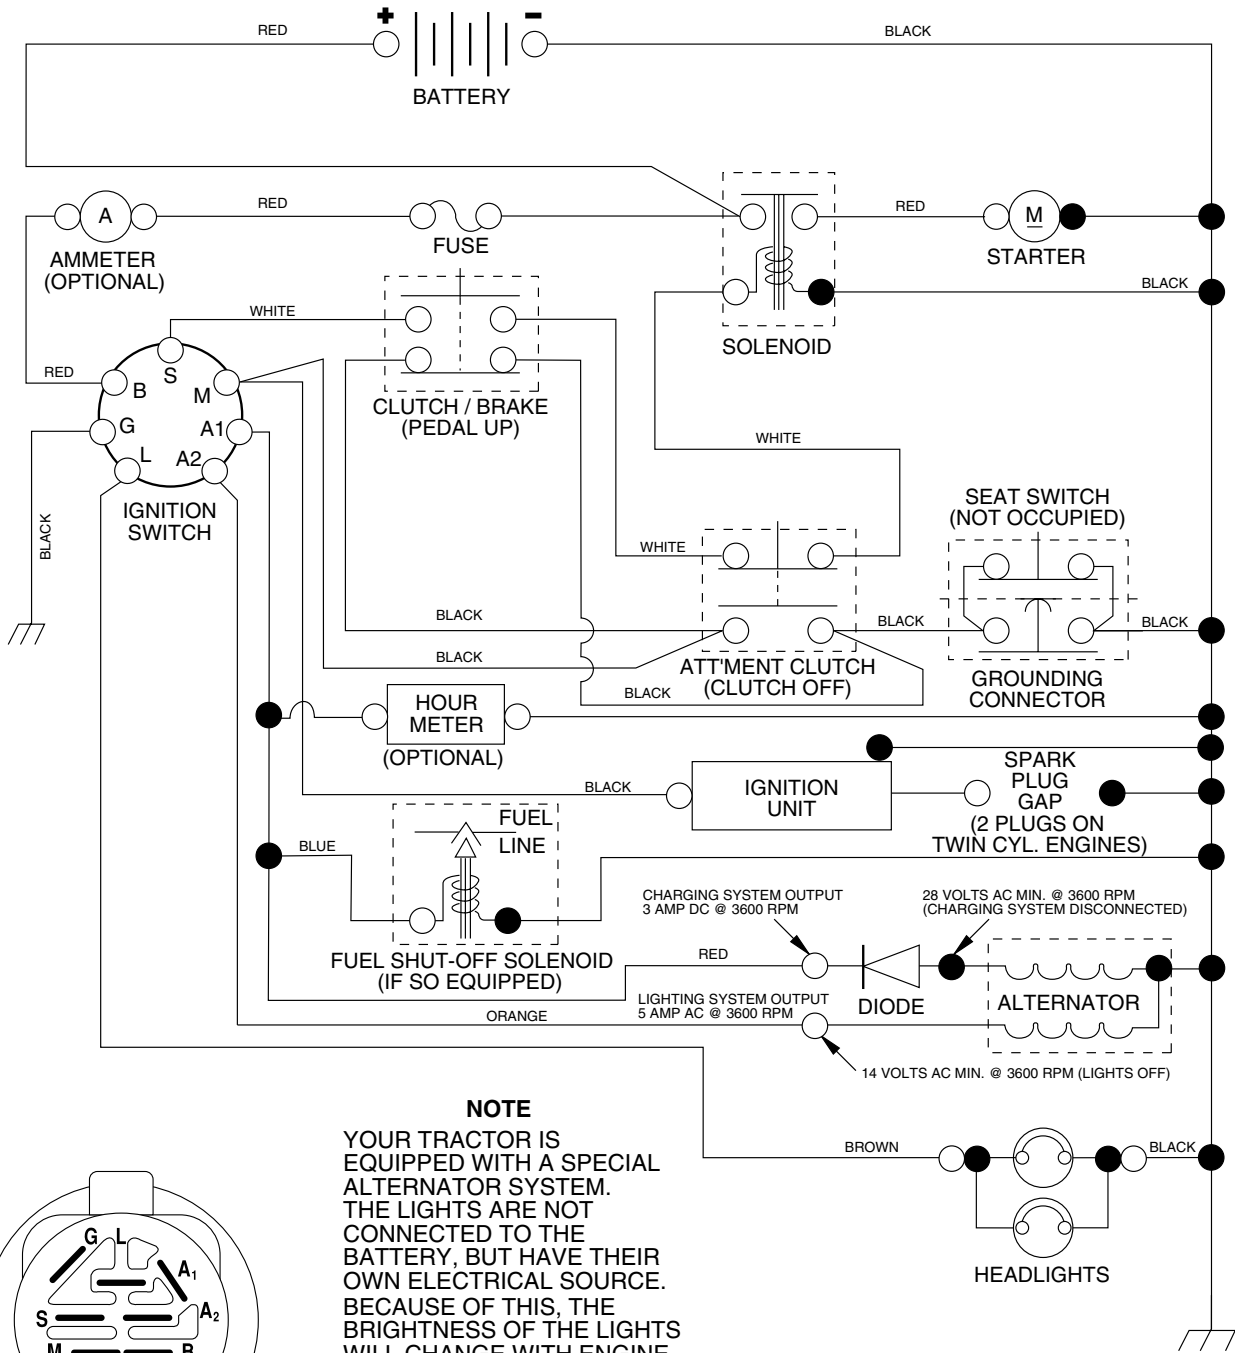 + -
RED
BLACK
BATTERY
A
RED
RED
M
AMMETER
(OPTIONAL)
FUSE
STARTER
WHITE
BLACK
SOLENOID
RED
B
S
M
G
A1
L
A2
CLUTCH / BRAKE
(PEDAL UP)
WHITE
IGNITION
SWITCH
BLACK
SEAT SWITCH
(NOT OCCUPIED)
WHITE
BLACK
BLACK
BLACK
BLACK
ATT'MENT CLUTCH
(CLUTCH OFF)
BLACK
GROUNDING
CONNECTOR
HOUR
METER
(OPTIONAL)
BLACK
IGNITION
UNIT
SPARK
PLUG
GAP
(2 PLUGS ON
TWIN CYL. ENGINES)
FUEL
LINE
BLUE
FUEL SHUT-OFF SOLENOID
(IF SO EQUIPPED)
CHARGING SYSTEM OUTPUT
3 AMP DC @ 3600 RPM
28 VOLTS AC MIN. @ 3600 RPM
(CHARGING SYSTEM DISCONNECTED)
RED
DIODE
ALTERNATOR
LIGHTING SYSTEM OUTPUT
5 AMP AC @ 3600 RPM
ORANGE
14 VOLTS AC MIN. @ 3600 RPM (LIGHTS OFF)
BROWN
BLACK
HEADLIGHTS
NOTE
YOUR TRACTOR IS
EQUIPPED WITH A SPECIAL
ALTERNATOR SYSTEM.
THE LIGHTS ARE NOT
CONNECTED TO THE
BATTERY, BUT HAVE THEIR
OWN ELECTRICAL SOURCE.
BECAUSE OF THIS, THE
BRIGHTNESS OF THE LIGHTS
WILL CHANGE WITH ENGINE
G L
A1
S
A2
M
B